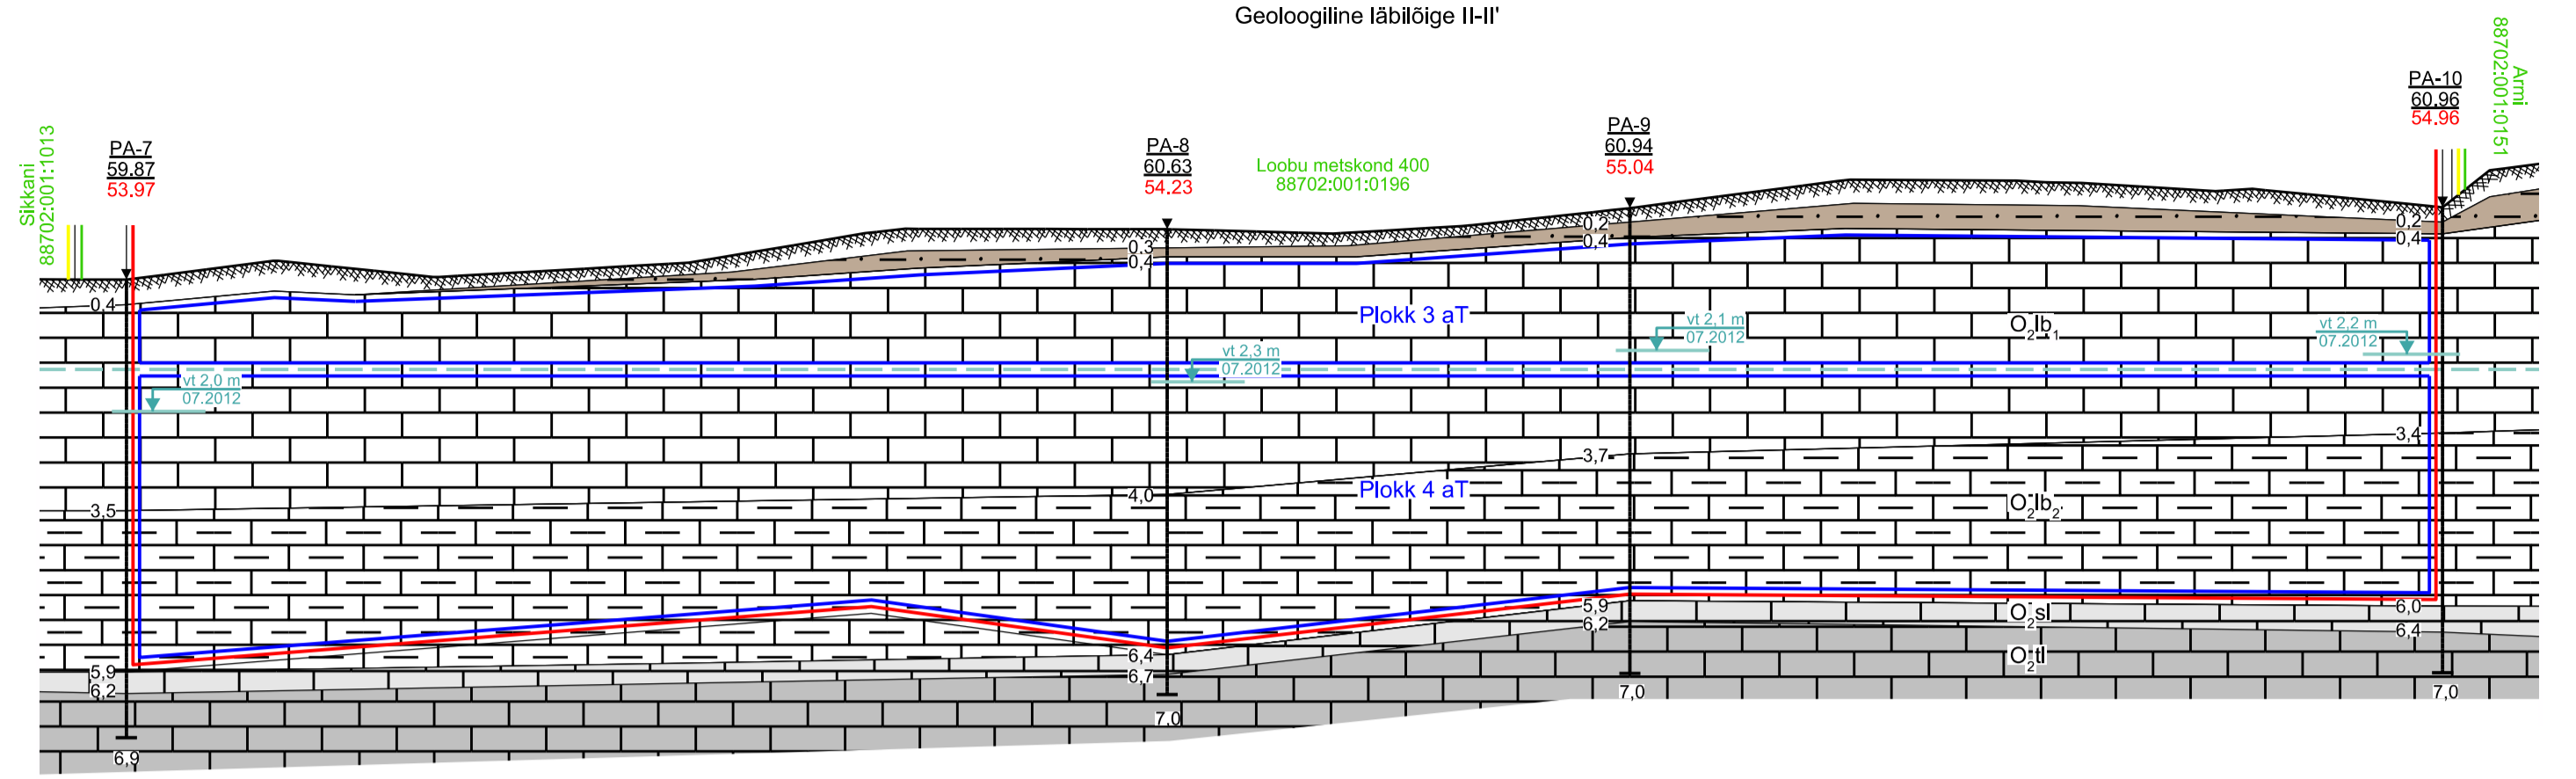 Geoloogiline läbilõige II-II'
Sikkani
88702:001:1013
PA-7
59.87
53.97
PA-8
60.63
54.23
Loobu metskond 400
88702:001:0196
PA-9
60.94
55.04
PA-10
60.96
54.96
Armi
88702:001:0151
0,4
0,3
0,4
0,2
0,4
0,2
0,4
Plokk 3 aT
O₂lb₁
vt 2,0 m
07.2012
vt 2,3 m
07.2012
vt 2,1 m
07.2012
vt 2,2 m
07.2012
3,5
4,0
3,7
3,4
Plokk 4 aT
O₂lb₂
5,9
6,2
6,4
6,7
5,9
6,2
6,0
6,4
O₂sl
O₂tl
6,9
7,0
7,0
7,0